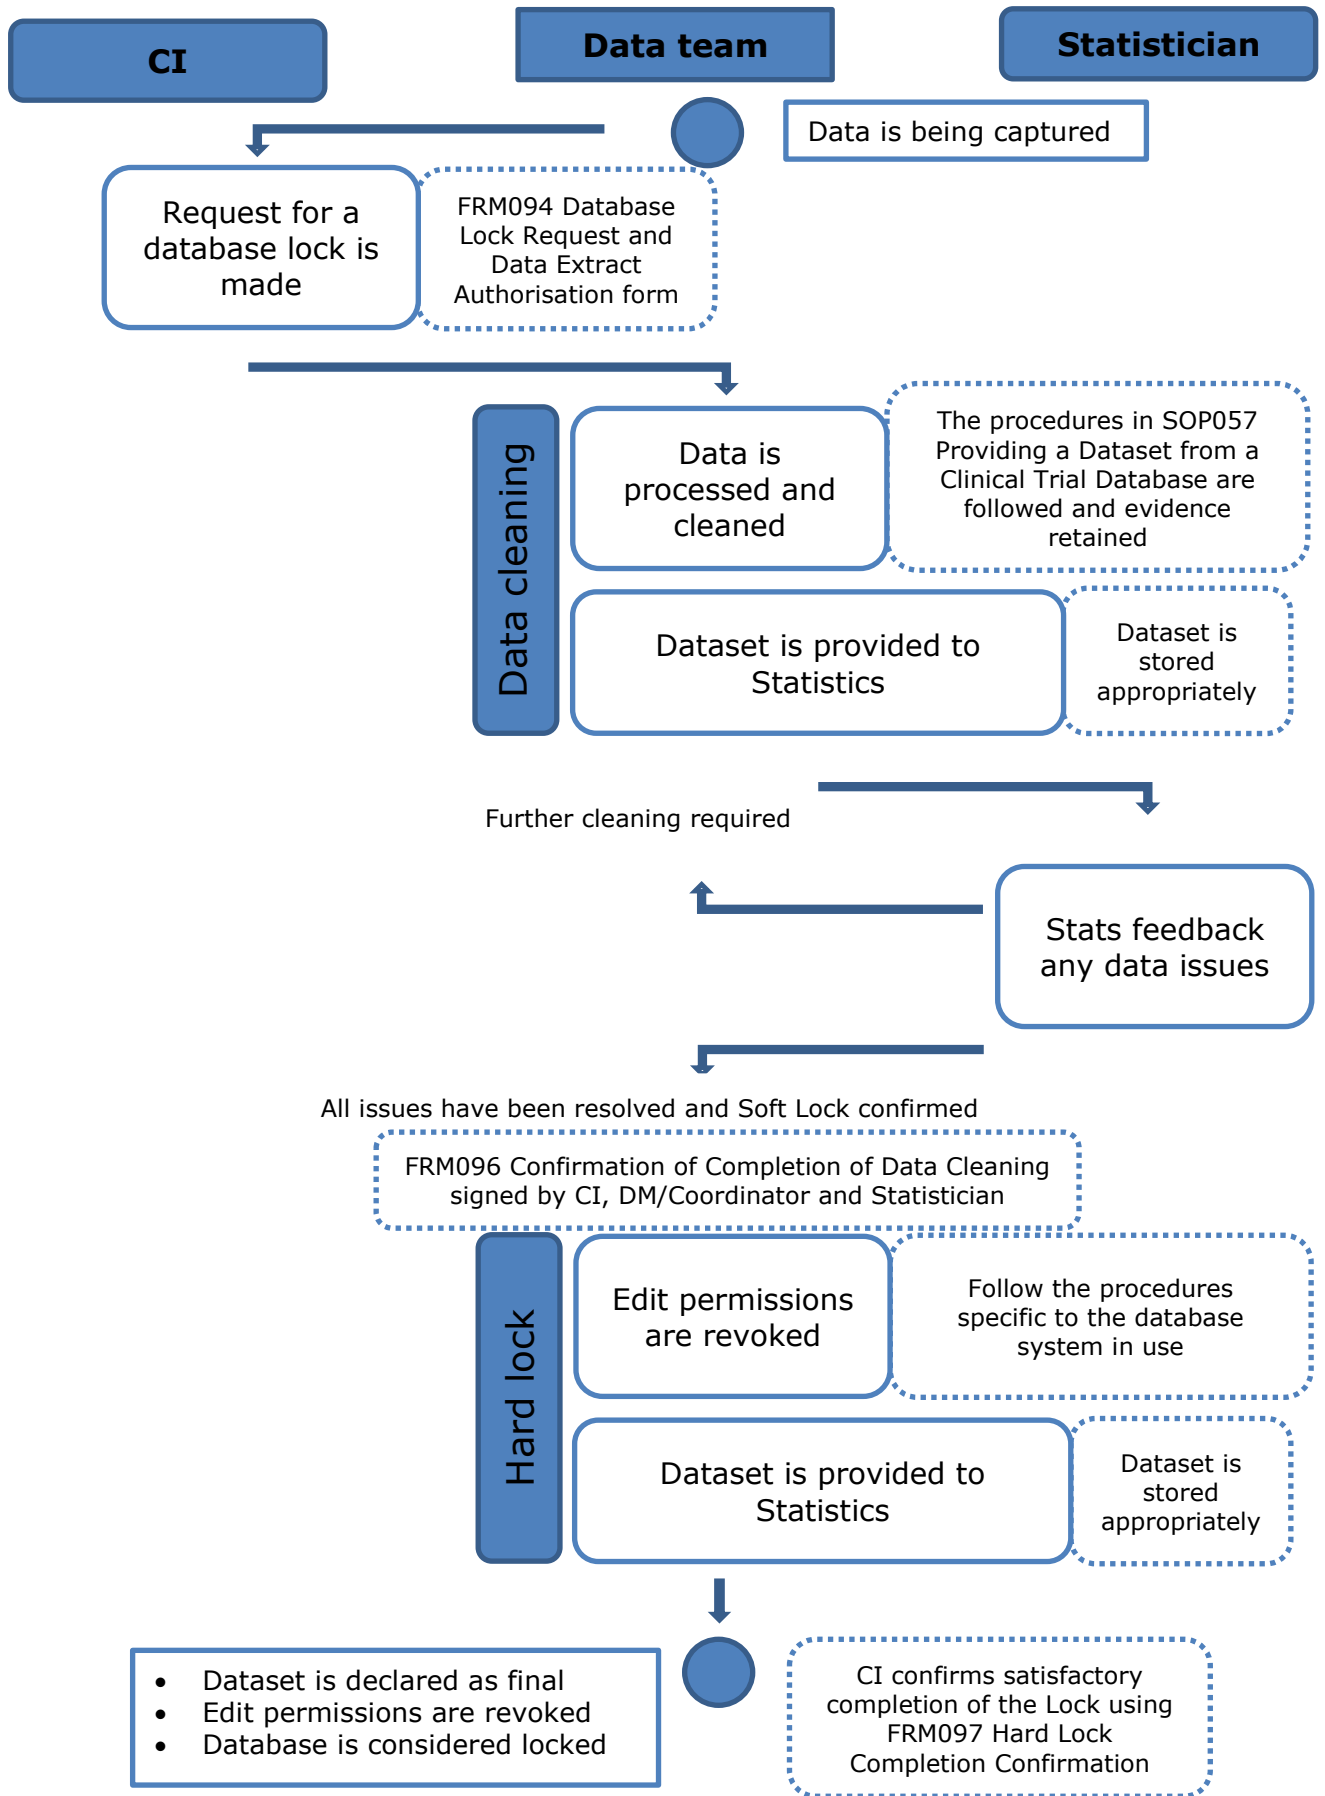 CI
Data team
Statistician
Data is being captured
Request for a
database lock is
made
FRM094 Database
Lock Request and
Data Extract
Authorisation form
Data cleaning
Data is
processed and
cleaned
The procedures in SOP057
Providing a Dataset from a
Clinical Trial Database are
followed and evidence
retained
Dataset is provided to
Statistics
Dataset is
stored
appropriately
Further cleaning required
Stats feedback
any data issues
All issues have been resolved and Soft Lock confirmed
FRM096 Confirmation of Completion of Data Cleaning
signed by CI, DM/Coordinator and Statistician
Hard lock
Edit permissions
are revoked
Follow the procedures
specific to the database
system in use
Dataset is provided to
Statistics
Dataset is
stored
appropriately
• Dataset is declared as final
• Edit permissions are revoked
• Database is considered locked
CI confirms satisfactory
completion of the Lock using
FRM097 Hard Lock
Completion Confirmation